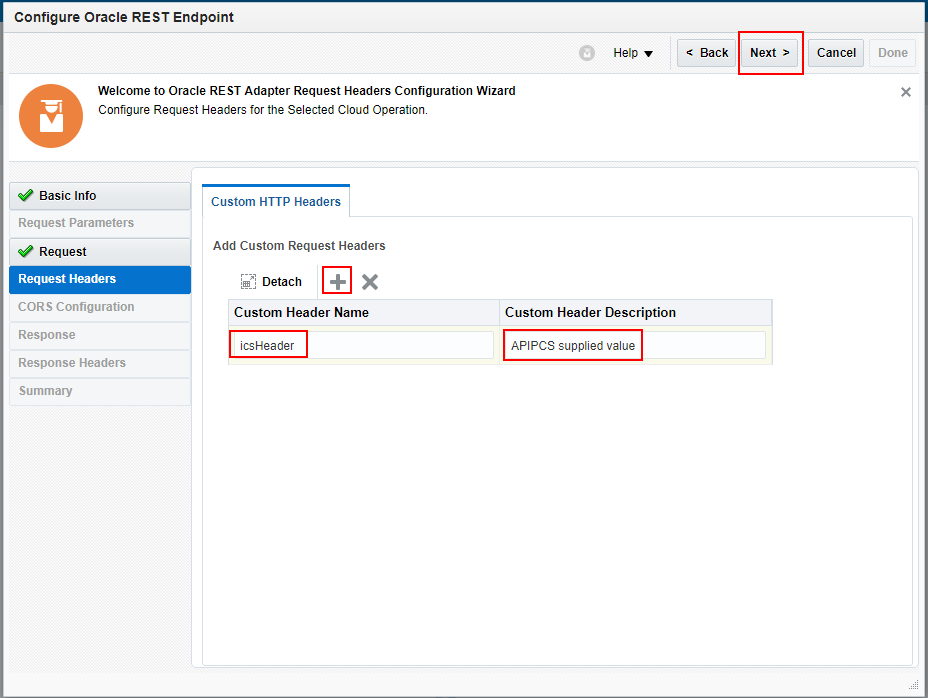 Configure Oracle REST Endpoint
Help
< Back
Next >
Cancel
Done
Welcome to Oracle REST Adapter Request Headers Configuration Wizard
Configure Request Headers for the Selected Cloud Operation.
Basic Info
Request Parameters
Request
Request Headers
CORS Configuration
Response
Response Headers
Summary
Custom HTTP Headers
Add Custom Request Headers
Detach
Custom Header Name Custom Header Description
icsHeader APIPCS supplied value